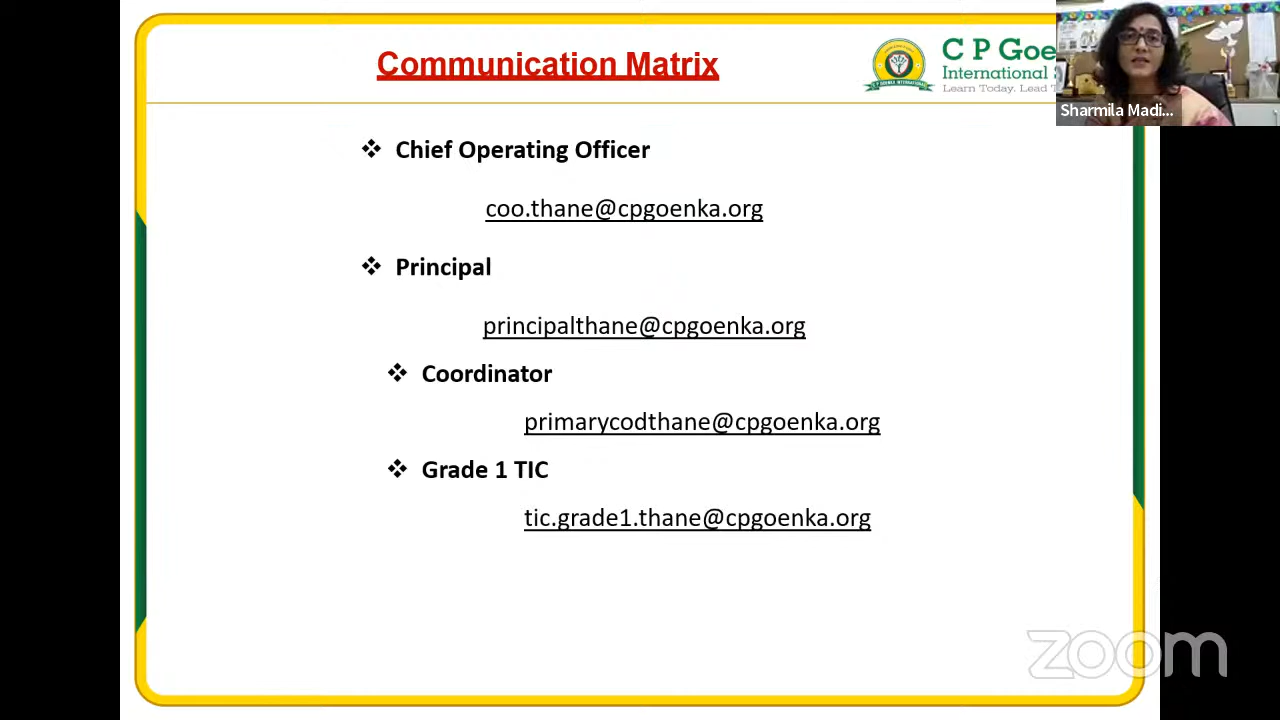 Communication Matrix
C P Goe
International S
Learn Today. Lead T
Sharmila Madi...
❖ Chief Operating Officer
coo.thane@cpgoenka.org
❖ Principal
principalthane@cpgoenka.org
❖ Coordinator
primarycodthane@cpgoenka.org
❖ Grade 1 TIC
tic.grade1.thane@cpgoenka.org
zoom